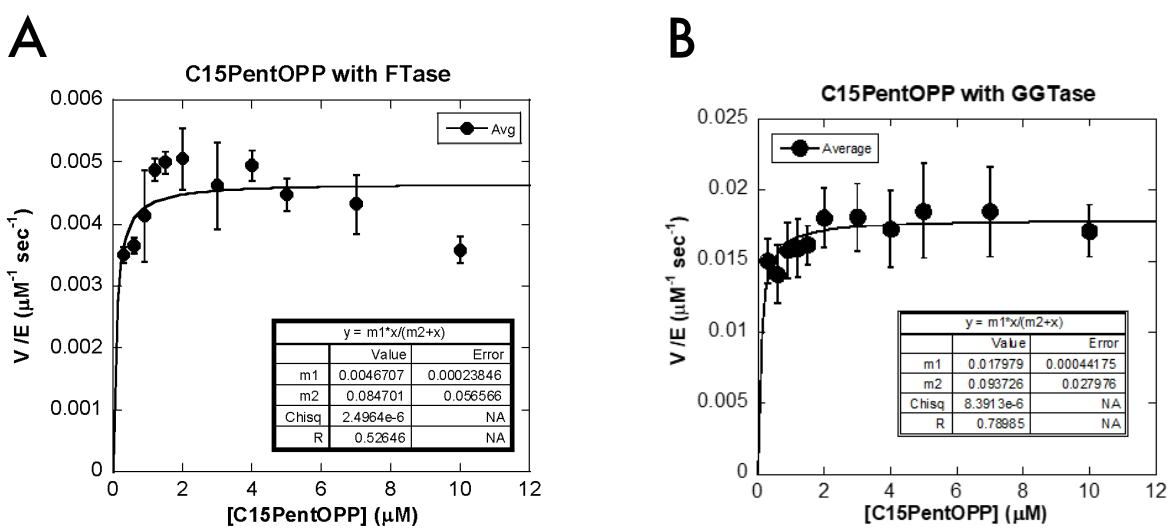 A
C15PentOPP with FTase
0.006
0.005
0.004
0.003
0.002
0.001
0
V /E (µM⁻¹ sec⁻¹)
Avg
y = m1*x/(m2+x)
Value Error
m1 0.0046707 0.00023846
m2 0.084701 0.056566
Chisq 2.4964e-6 NA
R 0.52646 NA
0 2 4 6 8 10 12
[C15PentOPP] (µM)
B
C15PentOPP with GGTase
0.025
0.02
0.015
0.01
0.005
0
V /E (µM⁻¹ sec⁻¹)
Average
y = m1*x/(m2+x)
Value Error
m1 0.017979 0.00044175
m2 0.093726 0.027976
Chisq 8.3913e-6 NA
R 0.78985 NA
0 2 4 6 8 10 12
[C15PentOPP] (µM)